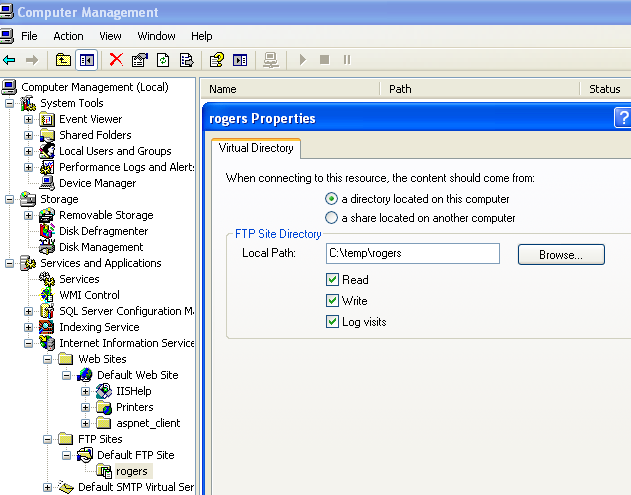 Computer Management
File Action View Window Help
Computer Management (Local)
System Tools
Event Viewer
Shared Folders
Local Users and Groups
Performance Logs and Alert
Device Manager
Storage
Removable Storage
Disk Defragmenter
Disk Management
Services and Applications
Services
WMI Control
SQL Server Configuration M
Indexing Service
Internet Information Service
Web Sites
Default Web Site
IISHelp
Printers
aspnet_client
FTP Sites
Default FTP Site
rogers
Default SMTP Virtual Ser
Name Path Status
rogers Properties ?
Virtual Directory
When connecting to this resource, the content should come from:
a directory located on this computer
a share located on another computer
FTP Site Directory
Local Path: C:\temp\rogers Browse...
Read
Write
Log visits